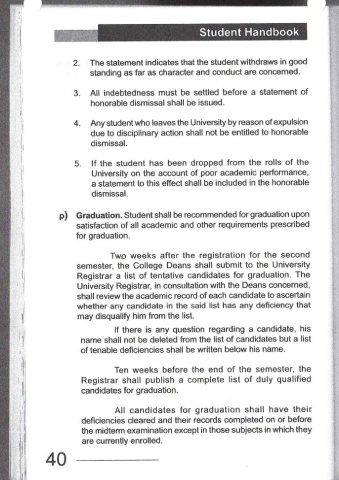 Student Handbook
2. The statement indicates that the student withdraws in good
standing as far as character and conduct are concerned.
3. All indebtedness must be settled before a statement of
honorable dismissal shall be issued.
4. Any student who leaves the University by reason of expulsion
due to disciplinary action shall not be entitled to honorable
dismissal.
5. If the student has been dropped from the rolls of the
University on the account of poor academic performance,
a statement to this effect shall be included in the honorable
dismissal.
p) Graduation. Student shall be recommended for graduation upon
satisfaction of all academic and other requirements prescribed
for graduation.
Two weeks after the registration for the second
semester, the College Deans shall submit to the University
Registrar a list of tentative candidates for graduation. The
University Registrar, in consultation with the Deans concerned,
shall review the academic record of each candidate to ascertain
whether any candidate in the said list has any deficiency that
may disqualify him from the list.
If there is any question regarding a candidate, his
name shall not be deleted from the list of candidates but a list
of tenable deficiencies shall be written below his name.
Ten weeks before the end of the semester, the
Registrar shall publish a complete list of duly qualified
candidates for graduation.
All candidates for graduation shall have their
deficiencies cleared and their records completed on or before
the midterm examination except in those subjects in which they
are currently enrolled.
40